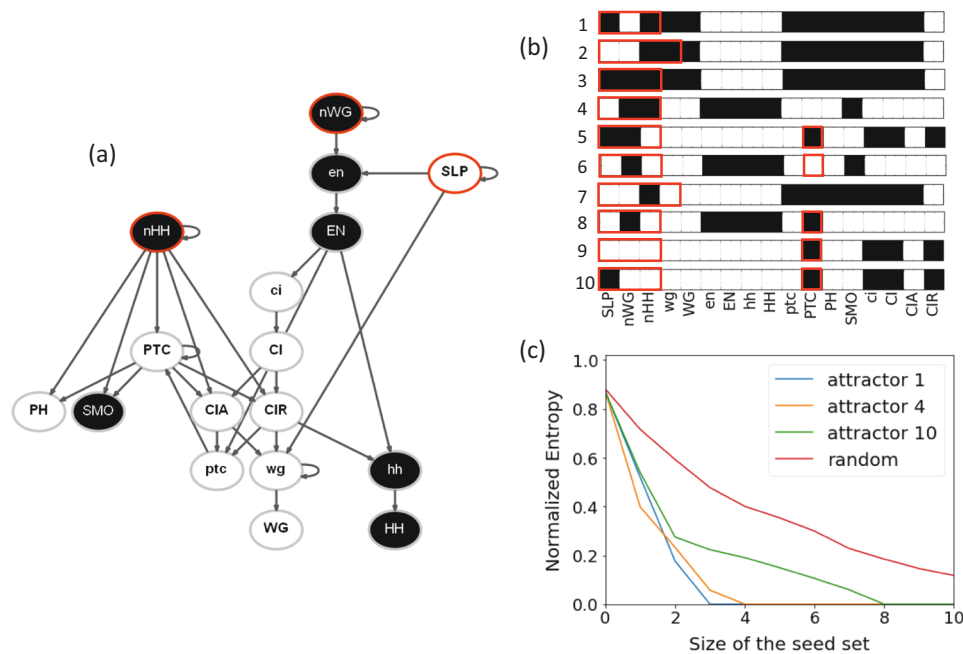 (a)
nWG
en
SLP
nHH
EN
ci
PTC
CI
PH
SMO
CIA
CIR
ptc
wg
hh
WG
HH
(b)
1
2
3
4
5
6
7
8
9
10
SLP
nWG
nHH
wg
WG
en
EN
hh
HH
ptc
PTC
PH
SMO
ci
CI
CIA
CIR
(c)
1.0
0.8
0.6
0.4
0.2
0.0
Normalized Entropy
attractor 1
attractor 4
attractor 10
random
0 2 4 6 8 10
Size of the seed set